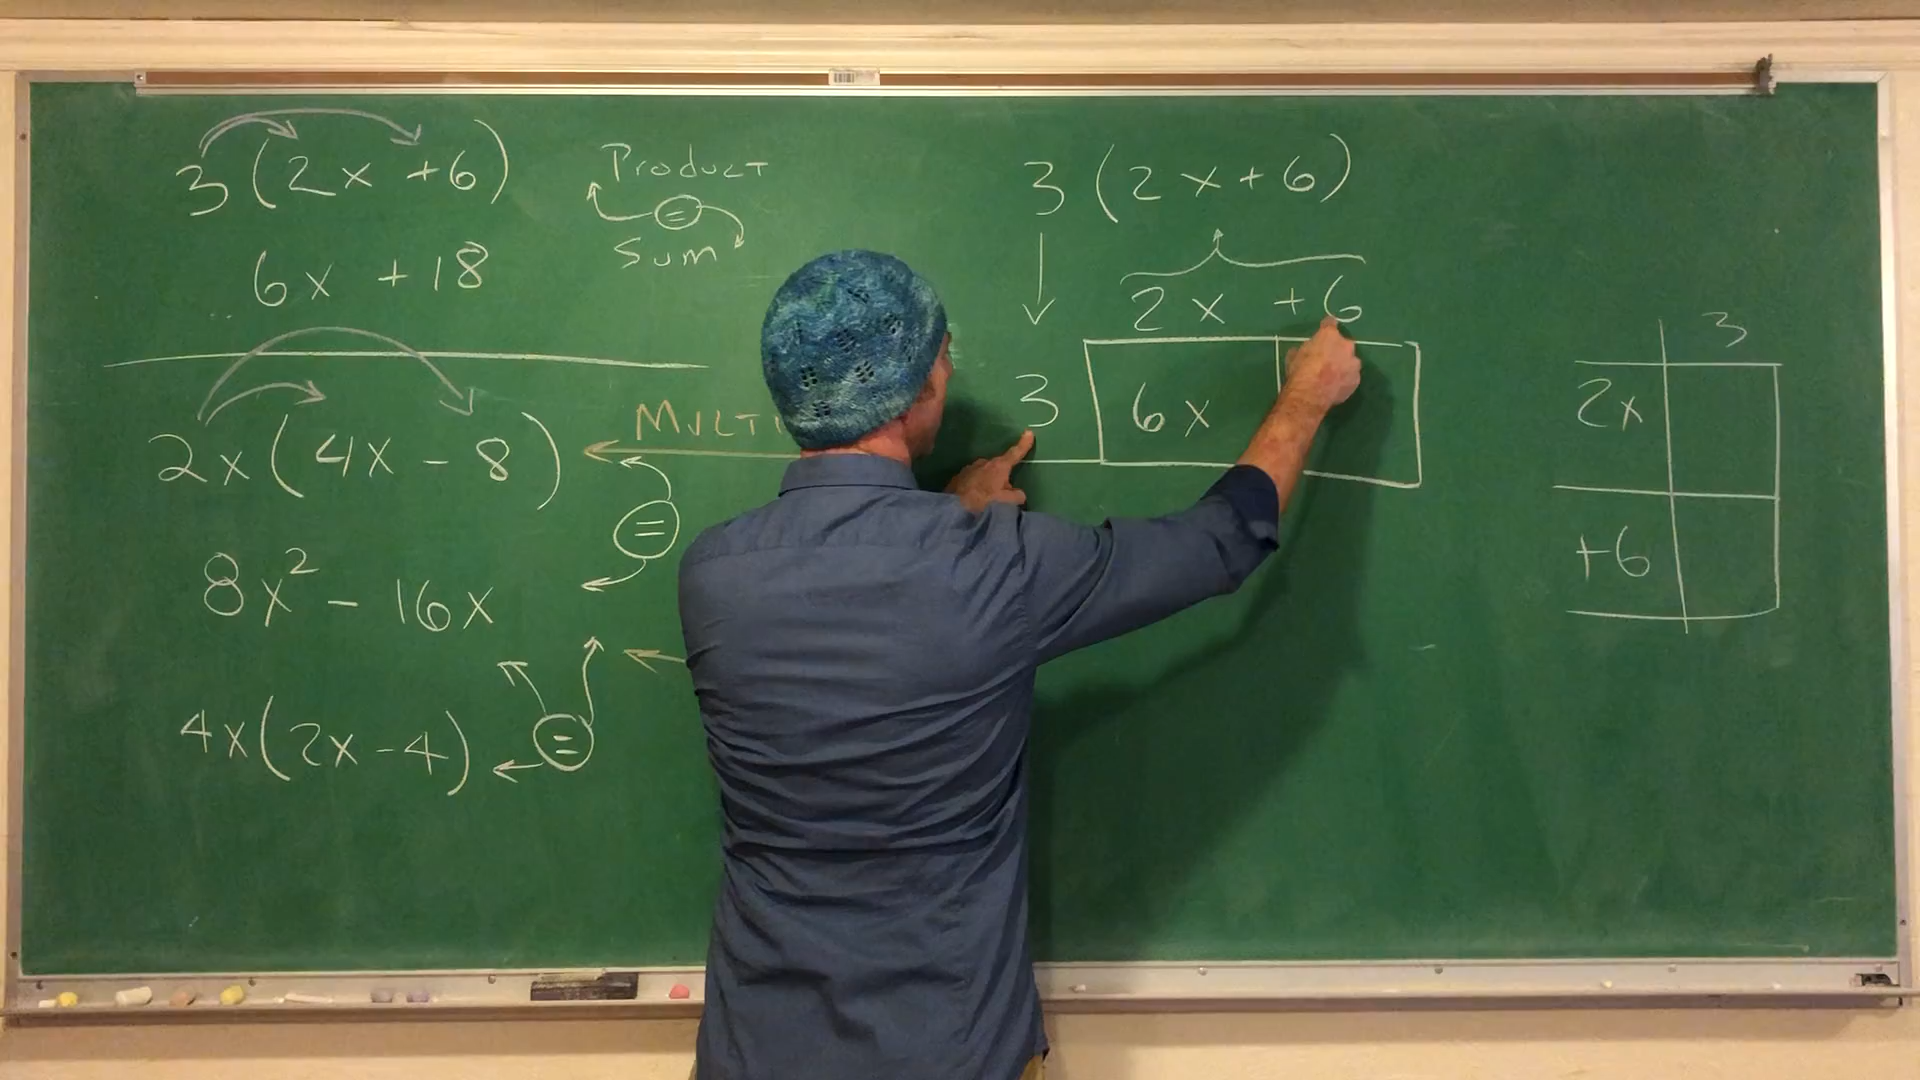 3(2x +6)
6x +18
Product
=
Sum
2x(4x - 8)
=
8x² - 16x
4x(2x - 4)
=
3(2x+6)
2x +6
3
6x
3
2x
+6